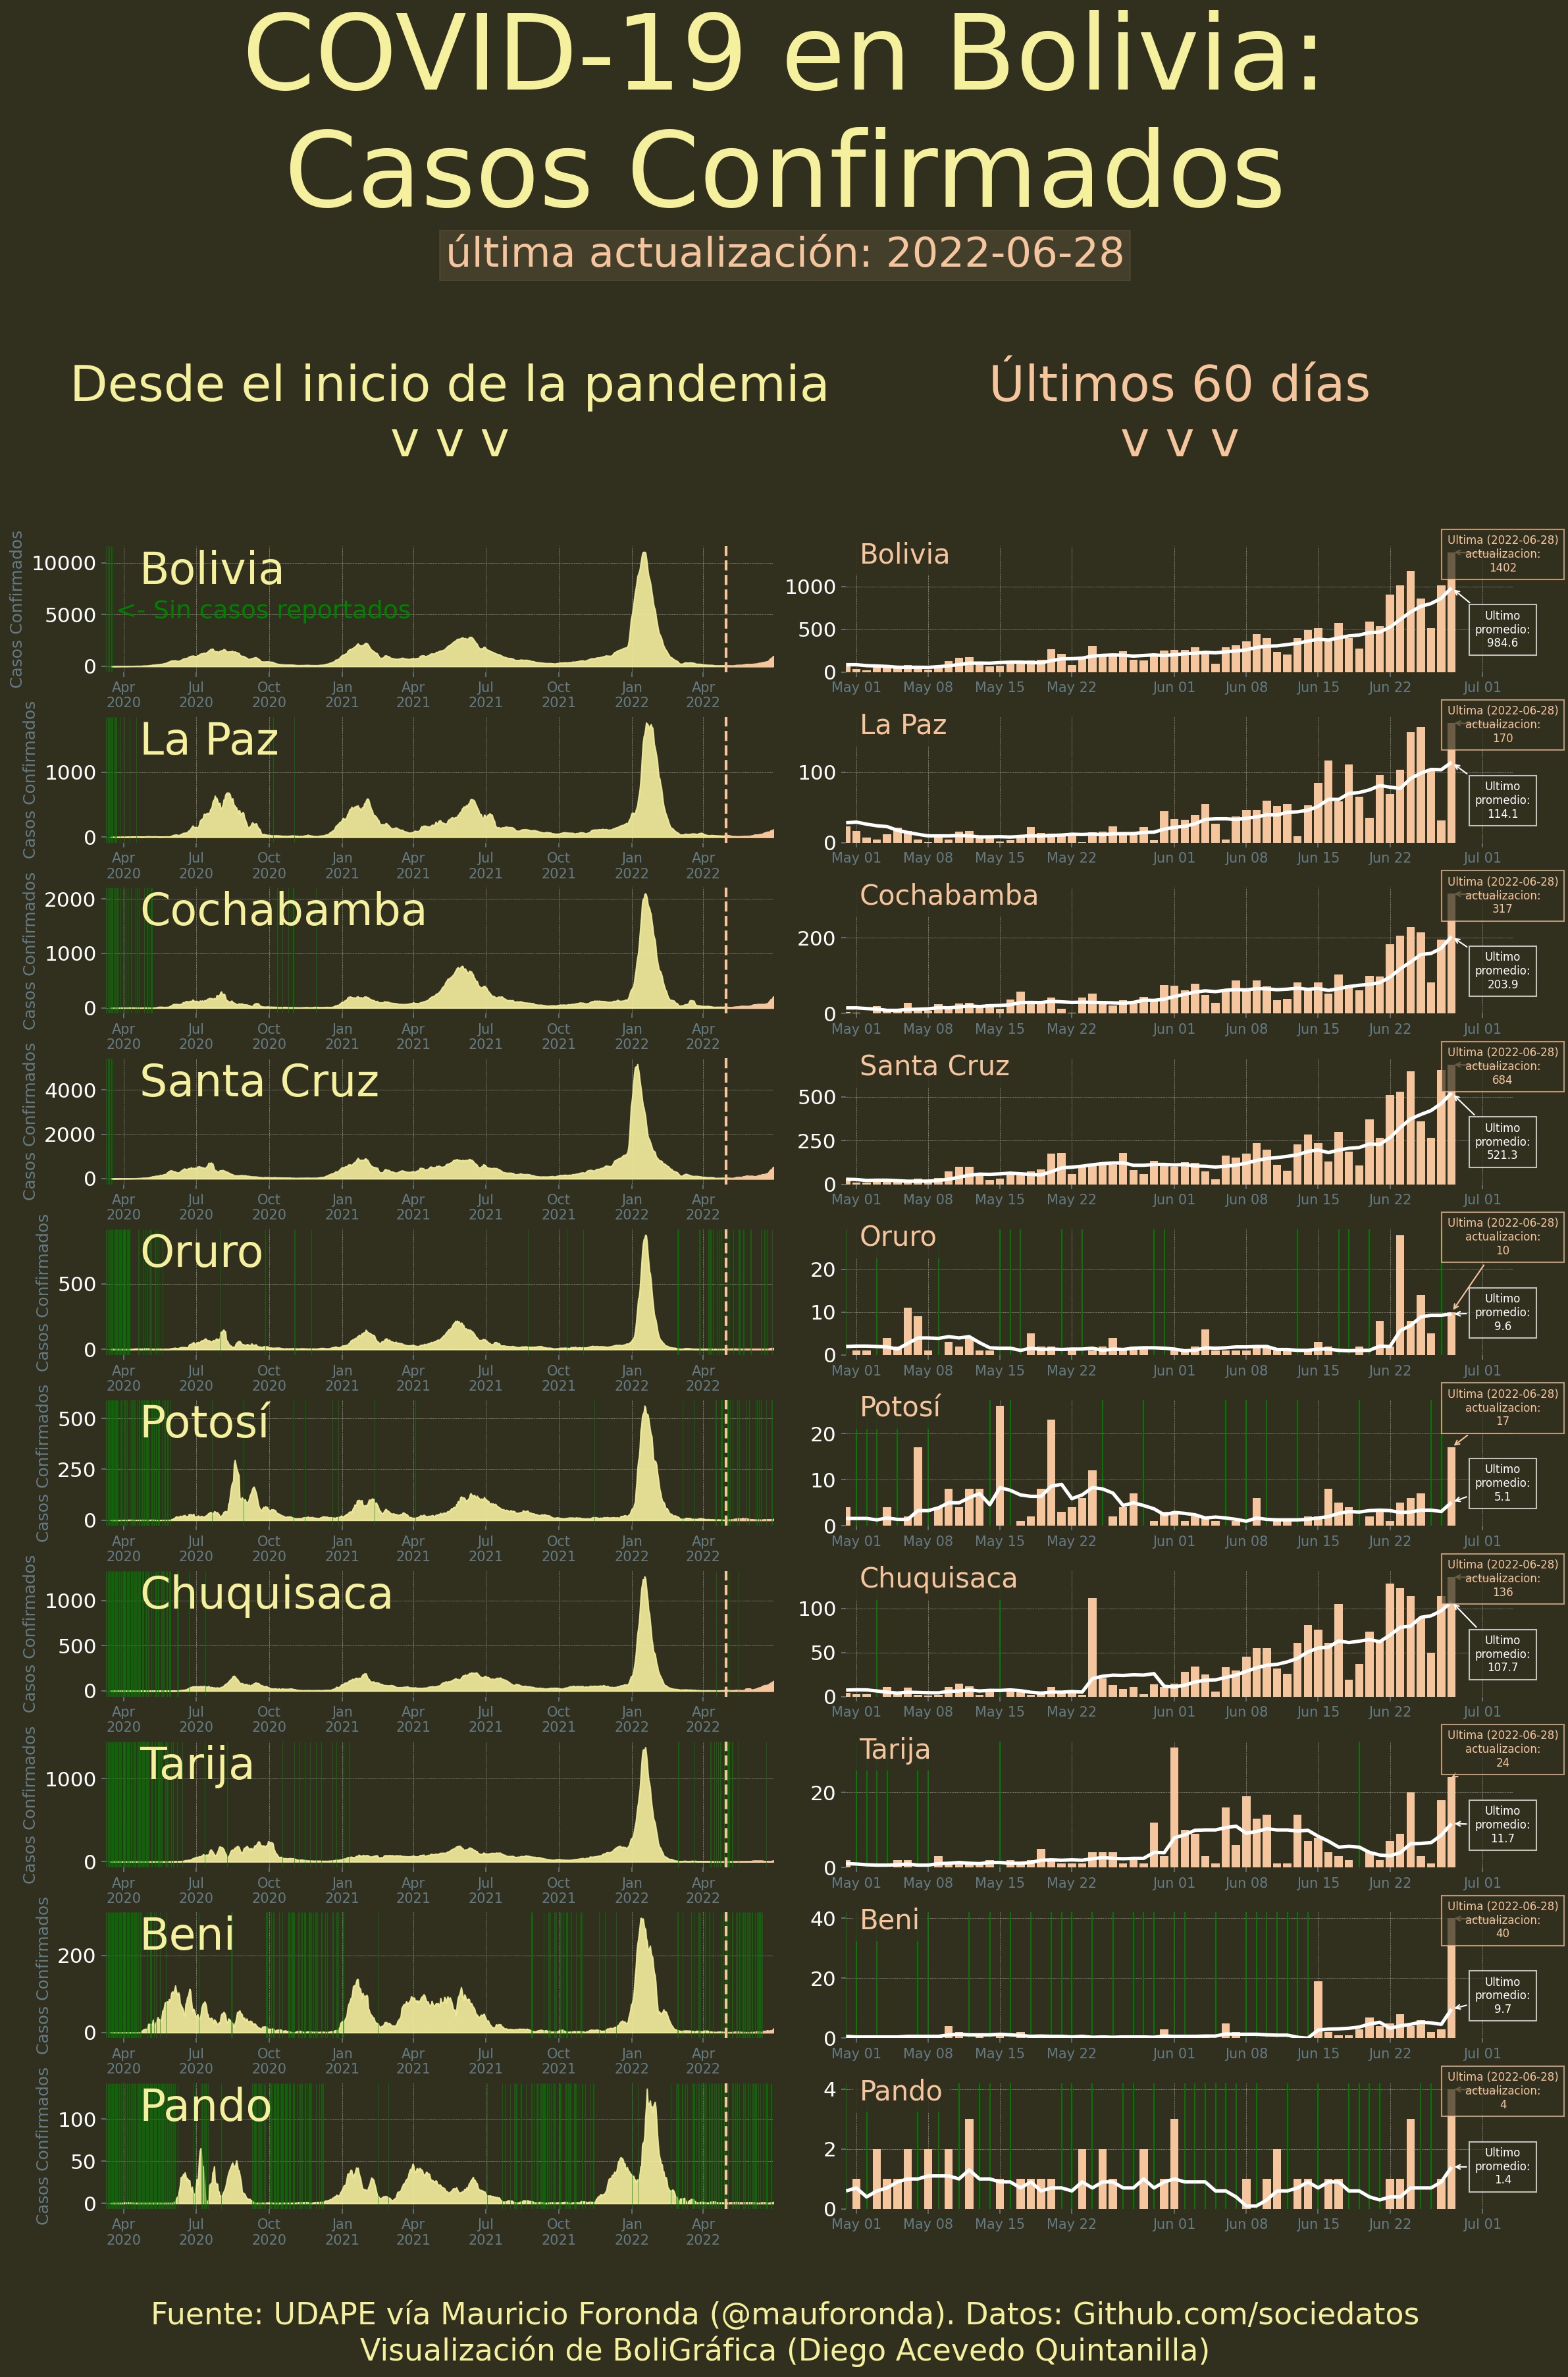 COVID-19 en Bolivia:
Casos Confirmados
última actualización: 2022-06-28
Desde el inicio de la pandemia
v v v
Últimos 60 días
v v v
Casos Confirmados
10000
5000
0
Bolivia
<- Sin casos reportados
Apr Jul Oct Jan Apr Jul Oct Jan Apr
2020 2020 2020 2021 2021 2021 2021 2022 2022
Bolivia
1000
500
0
May 01 May 08 May 15 May 22 Jun 01 Jun 08 Jun 15 Jun 22 Jul 01
Ultima (2022-06-28)
actualizacion:
1402
Ultimo
promedio:
984.6
Casos Confirmados
1000
0
La Paz
Apr Jul Oct Jan Apr Jul Oct Jan Apr
2020 2020 2020 2021 2021 2021 2021 2022 2022
La Paz
100
0
May 01 May 08 May 15 May 22 Jun 01 Jun 08 Jun 15 Jun 22 Jul 01
Ultima (2022-06-28)
actualizacion:
170
Ultimo
promedio:
114.1
Casos Confirmados
2000
1000
0
Cochabamba
Apr Jul Oct Jan Apr Jul Oct Jan Apr
2020 2020 2020 2021 2021 2021 2021 2022 2022
Cochabamba
200
0
May 01 May 08 May 15 May 22 Jun 01 Jun 08 Jun 15 Jun 22 Jul 01
Ultima (2022-06-28)
actualizacion:
317
Ultimo
promedio:
203.9
Casos Confirmados
4000
2000
0
Santa Cruz
Apr Jul Oct Jan Apr Jul Oct Jan Apr
2020 2020 2020 2021 2021 2021 2021 2022 2022
Santa Cruz
500
250
0
May 01 May 08 May 15 May 22 Jun 01 Jun 08 Jun 15 Jun 22 Jul 01
Ultima (2022-06-28)
actualizacion:
684
Ultimo
promedio:
521.3
Casos Confirmados
500
0
Oruro
Apr Jul Oct Jan Apr Jul Oct Jan Apr
2020 2020 2020 2021 2021 2021 2021 2022 2022
Oruro
20
10
0
May 01 May 08 May 15 May 22 Jun 01 Jun 08 Jun 15 Jun 22 Jul 01
Ultima (2022-06-28)
actualizacion:
10
Ultimo
promedio:
9.6
Casos Confirmados
500
250
0
Potosí
Apr Jul Oct Jan Apr Jul Oct Jan Apr
2020 2020 2020 2021 2021 2021 2021 2022 2022
Potosí
20
10
0
May 01 May 08 May 15 May 22 Jun 01 Jun 08 Jun 15 Jun 22 Jul 01
Ultima (2022-06-28)
actualizacion:
17
Ultimo
promedio:
5.1
Casos Confirmados
1000
500
0
Chuquisaca
Apr Jul Oct Jan Apr Jul Oct Jan Apr
2020 2020 2020 2021 2021 2021 2021 2022 2022
Chuquisaca
100
50
0
May 01 May 08 May 15 May 22 Jun 01 Jun 08 Jun 15 Jun 22 Jul 01
Ultima (2022-06-28)
actualizacion:
136
Ultimo
promedio:
107.7
Casos Confirmados
1000
0
Tarija
Apr Jul Oct Jan Apr Jul Oct Jan Apr
2020 2020 2020 2021 2021 2021 2021 2022 2022
Tarija
20
0
May 01 May 08 May 15 May 22 Jun 01 Jun 08 Jun 15 Jun 22 Jul 01
Ultima (2022-06-28)
actualizacion:
24
Ultimo
promedio:
11.7
Casos Confirmados
200
0
Beni
Apr Jul Oct Jan Apr Jul Oct Jan Apr
2020 2020 2020 2021 2021 2021 2021 2022 2022
Beni
40
20
0
May 01 May 08 May 15 May 22 Jun 01 Jun 08 Jun 15 Jun 22 Jul 01
Ultima (2022-06-28)
actualizacion:
40
Ultimo
promedio:
9.7
Casos Confirmados
100
50
0
Pando
Apr Jul Oct Jan Apr Jul Oct Jan Apr
2020 2020 2020 2021 2021 2021 2021 2022 2022
Pando
4
2
0
May 01 May 08 May 15 May 22 Jun 01 Jun 08 Jun 15 Jun 22 Jul 01
Ultima (2022-06-28)
actualizacion:
4
Ultimo
promedio:
1.4
Fuente: UDAPE vía Mauricio Foronda (@mauforonda). Datos: Github.com/sociedatos
Visualización de BoliGráfica (Diego Acevedo Quintanilla)